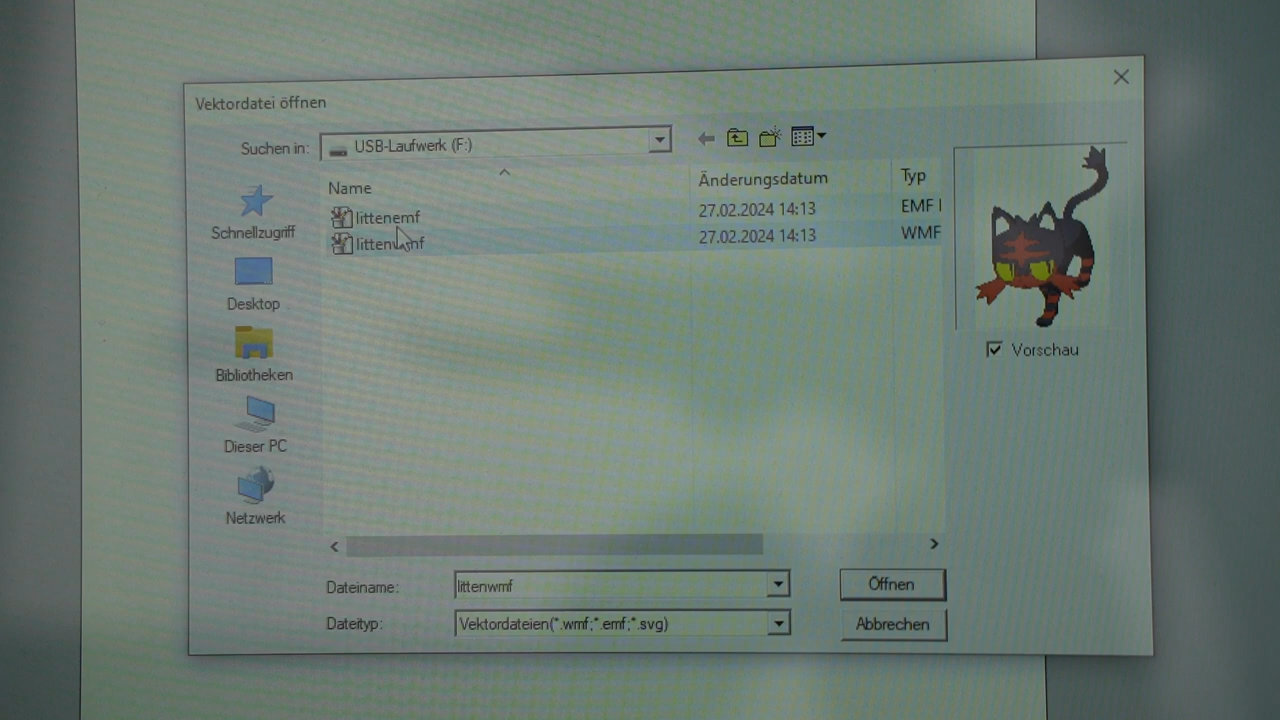 Vektordatei öffnen
Suchen in: USB-Laufwerk (F:)
Name Änderungsdatum Typ
littenemf 27.02.2024 14:13 EMF
27.02.2024 14:13 WMF
Schnellzugriff
Desktop
Bibliotheken
Dieser PC
Netzwerk
Vorschau
Dateiname: littenwmf Öffnen
Dateityp: Vektordateien(*.wmf;*.emf;*.svg) Abbrechen